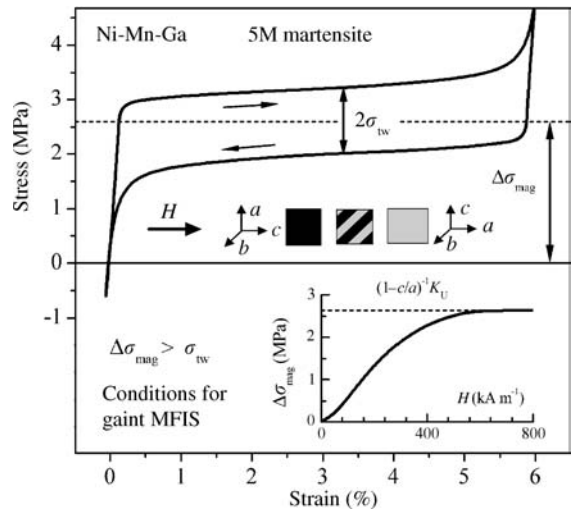 Ni-Mn-Ga 5M martensite
4
3
2
1
0
-1
Stress (MPa)
2σtw
Δσmag
H
a
c
b
c
a
b
Δσmag > σtw
Conditions for
gaint MFIS
(1–c/a)-1KU
3
2
1
0
Δσmag (MPa)
H (kA m-1)
0 400 800
0 1 2 3 4 5 6
Strain (%)